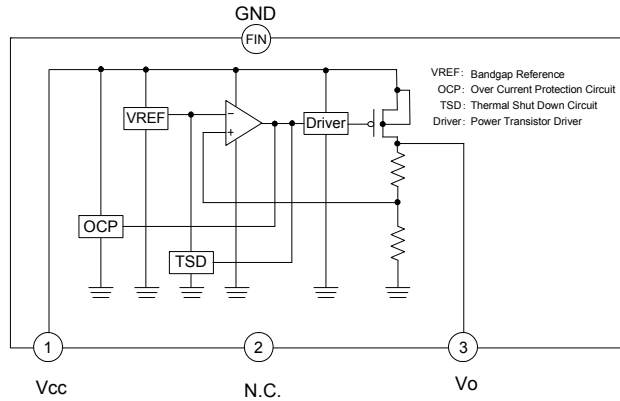 GND
FIN
VREF: Bandgap Reference
OCP: Over Current Protection Circuit
TSD: Thermal Shut Down Circuit
Driver: Power Transistor Driver
VREF
−
+
Driver
OCP
TSD
1
2
3
Vcc
N.C.
Vo